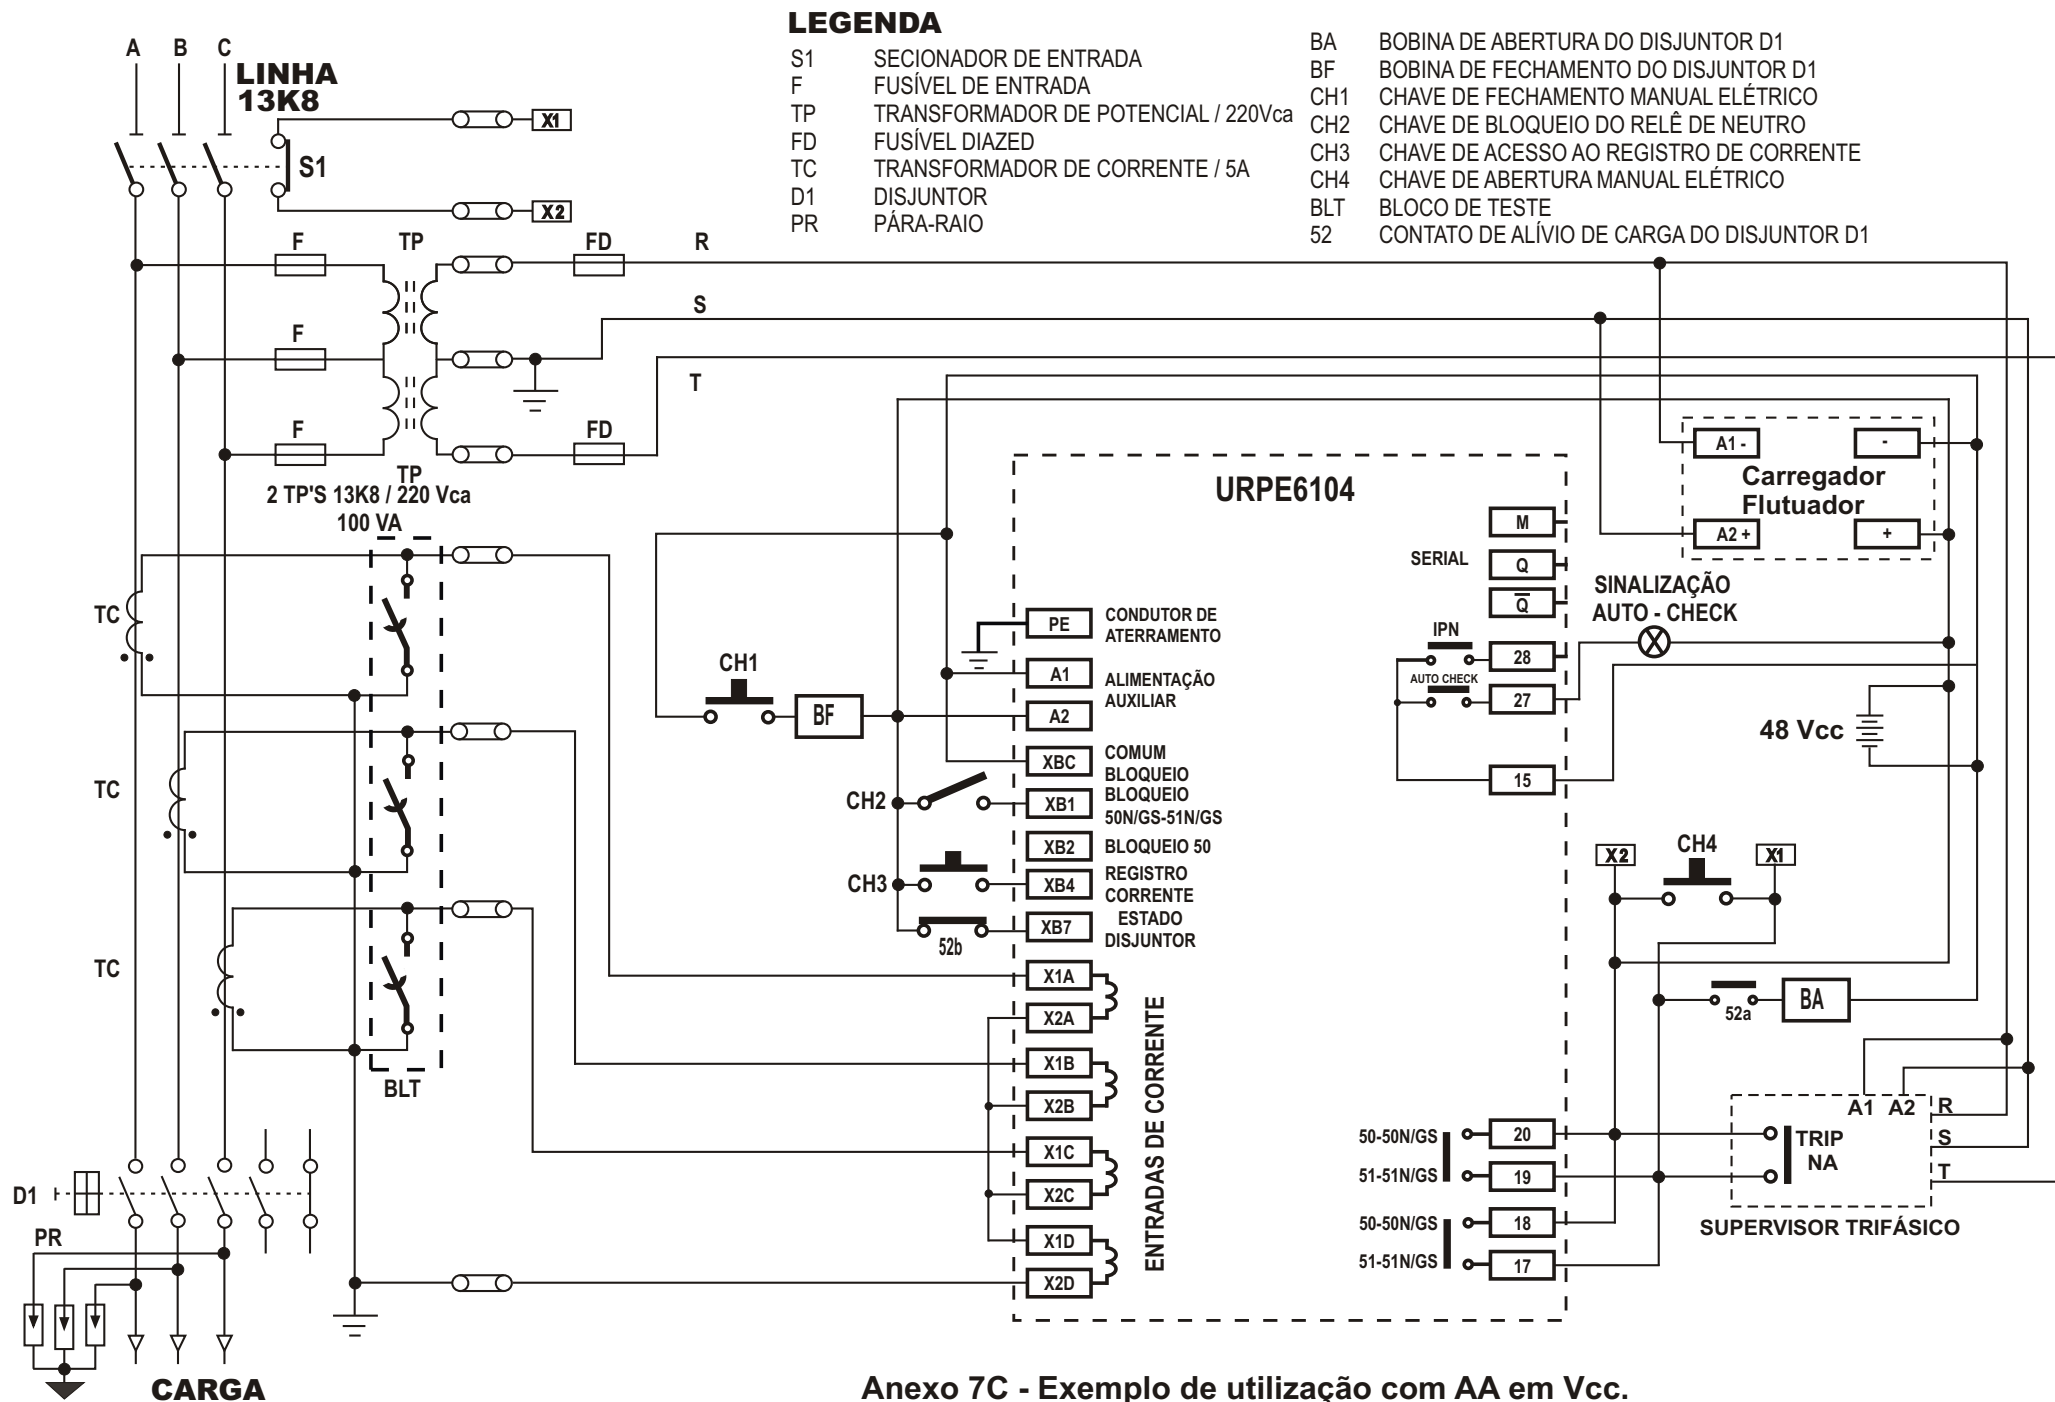 LEGENDA
S1 SECIONADOR DE ENTRADA
F FUSÍVEL DE ENTRADA
TP TRANSFORMADOR DE POTENCIAL / 220Vca
FD FUSÍVEL DIAZED
TC TRANSFORMADOR DE CORRENTE / 5A
D1 DISJUNTOR
PR PÁRA-RAIO
BA BOBINA DE ABERTURA DO DISJUNTOR D1
BF BOBINA DE FECHAMENTO DO DISJUNTOR D1
CH1 CHAVE DE FECHAMENTO MANUAL ELÉTRICO
CH2 CHAVE DE BLOQUEIO DO RELÊ DE NEUTRO
CH3 CHAVE DE ACESSO AO REGISTRO DE CORRENTE
CH4 CHAVE DE ABERTURA MANUAL ELÉTRICO
BLT BLOCO DE TESTE
52 CONTATO DE ALÍVIO DE CARGA DO DISJUNTOR D1
A B C
LINHA
13K8
X1
S1
X2
F TP FD R
F S
T
F FD
TP
2 TP'S 13K8 / 220 Vca
100 VA
TC
TC
TC
BLT
D1
PR
CARGA
CH1
BF
CH2
CH3
52b
URPE6104
PE CONDUTOR DE
ATERRAMENTO
A1 ALIMENTAÇÃO
A2 AUXILIAR
XBC COMUM
BLOQUEIO
XB1 BLOQUEIO
50N/GS-51N/GS
XB2 BLOQUEIO 50
XB4 REGISTRO
CORRENTE
XB7 ESTADO
DISJUNTOR
X1A
X2A
X1B
X2B
X1C
X2C
X1D
X2D
ENTRADAS DE CORRENTE
M
SERIAL Q
Q̅
IPN
28
AUTO CHECK
27
15
50-50N/GS 20
51-51N/GS 19
50-50N/GS 18
51-51N/GS 17
A1 - -
Carregador
Flutuador
A2 + +
SINALIZAÇÃO
AUTO - CHECK
48 Vcc
X2 CH4 X1
52a BA
A1 A2 R
TRIP S
NA T
SUPERVISOR TRIFÁSICO
Anexo 7C - Exemplo de utilização com AA em Vcc.